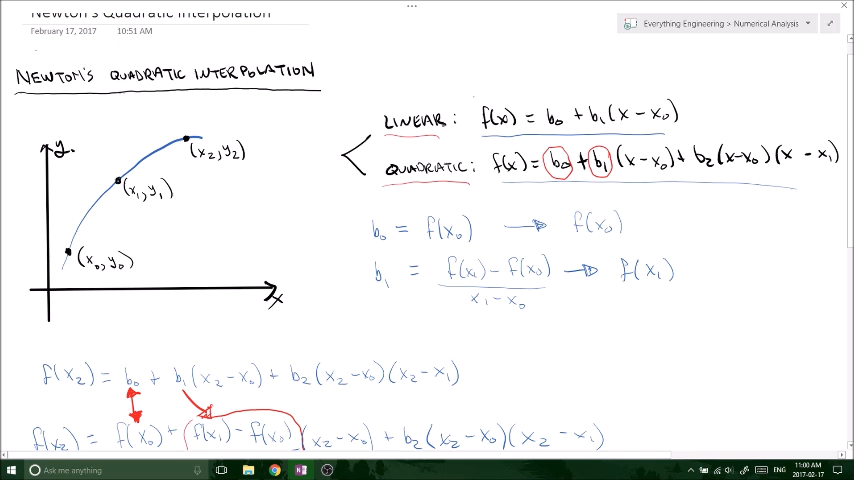 Newton's Quadratic Interpolation
February 17, 2017 10:51 AM
Everything Engineering > Numerical Analysis
NEWTON'S QUADRATIC INTERPOLATION
LINEAR: f(x) = b₀ + b₁(x − x₀)
QUADRATIC: f(x) = b₀ + b₁(x−x₀) + b₂(x−x₀)(x − x₁)
y
(x₂, y₂)
(x₁, y₁)
(x₀, y₀)
x
b₀ = f(x₀) → f(x₀)
b₁ = f(x₁) − f(x₀) → f(x₁)
x₁ − x₀
f(x₂) = b₀ + b₁(x₂−x₀) + b₂(x₂−x₀)(x₂−x₁)
f(x₂) = f(x₀) + (f(x₁) − f(x₀) (x₂−x₀) + b₂(x₂−x₀)(x₂−x₁)
Ask me anything
ENG
11:00 AM
2017-02-17